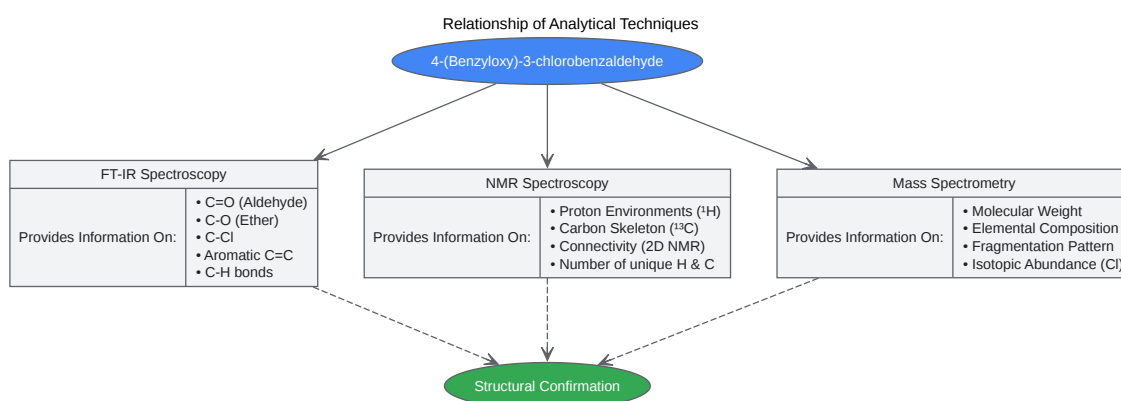 Relationship of Analytical Techniques
4-(Benzyloxy)-3-chlorobenzaldehyde
FT-IR Spectroscopy
Provides Information On:
• C=O (Aldehyde)
• C-O (Ether)
• C-Cl
• Aromatic C=C
• C-H bonds
NMR Spectroscopy
Provides Information On:
• Proton Environments (¹H)
• Carbon Skeleton (¹³C)
• Connectivity (2D NMR)
• Number of unique H & C
Mass Spectrometry
Provides Information On:
• Molecular Weight
• Elemental Composition
• Fragmentation Pattern
• Isotopic Abundance (Cl)
Structural Confirmation